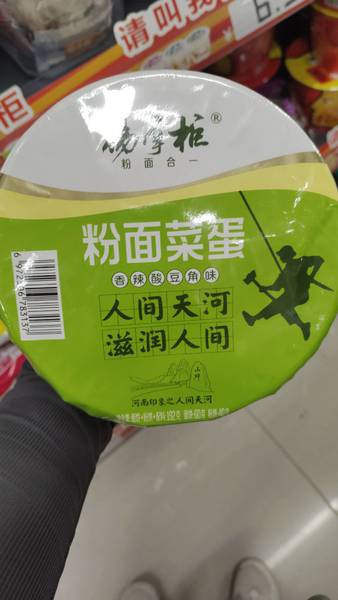 请叫我
6.
柜
晓掌柜®
粉面合一
粉面菜蛋
香辣酸豆角味
人间天河
滋润人间
河南印象之人间天河